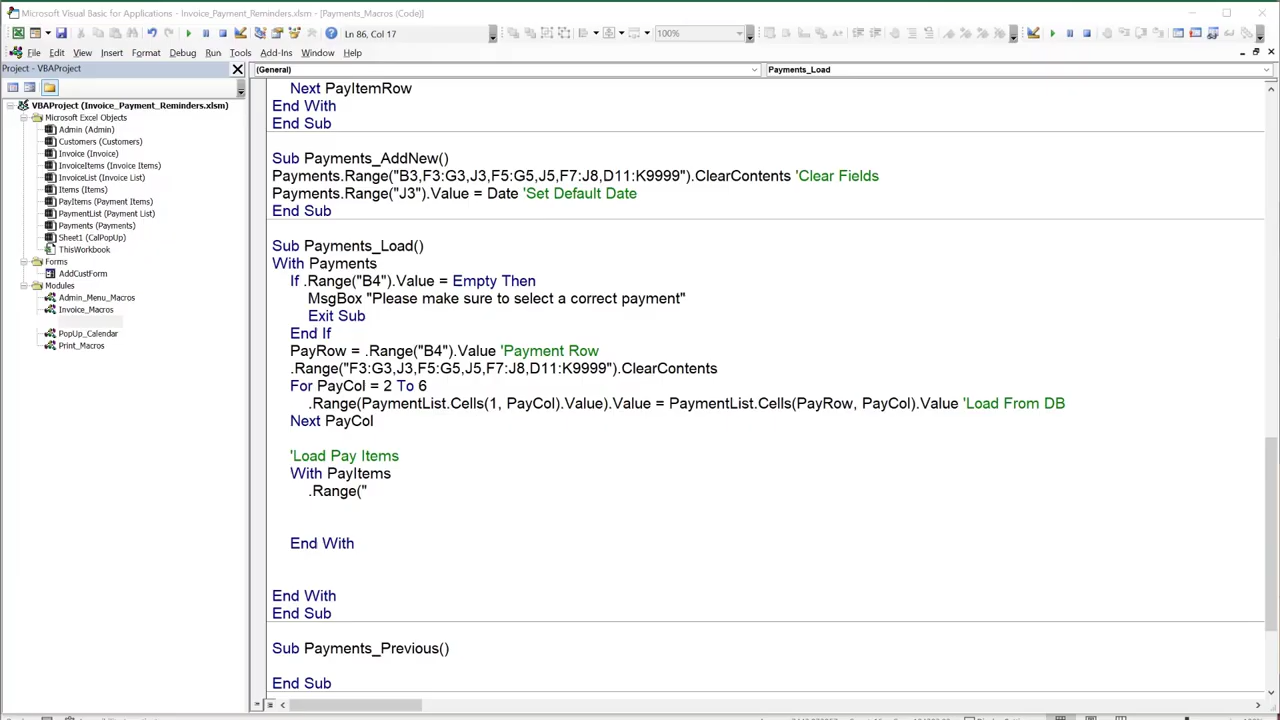 Microsoft Visual Basic for Applications - Invoice_Payment_Reminders.xlsm - [Payments_Macros (Code)]
Ln 86, Col 17
100%
File Edit View Insert Format Debug Run Tools Add-Ins Window Help
Project - VBAProject
(General)
Payments_Load
VBAProject (Invoice_Payment_Reminders.xlsm)
Microsoft Excel Objects
Admin (Admin)
Customers (Customers)
Invoice (Invoice)
InvoiceItems (Invoice Items)
InvoiceList (Invoice List)
Items (Items)
PayItems (Payment Items)
PaymentList (Payment List)
Payments (Payments)
Sheet1 (CalPopUp)
ThisWorkbook
Forms
AddCustForm
Modules
Admin_Menu_Macros
Invoice_Macros
PopUp_Calendar
Print_Macros
Next PayItemRow
End With
End Sub
Sub Payments_AddNew()
Payments.Range("B3,F3:G3,J3,F5:G5,J5,F7:J8,D11:K9999").ClearContents 'Clear Fields
Payments.Range("J3").Value = Date 'Set Default Date
End Sub
Sub Payments_Load()
With Payments
If .Range("B4").Value = Empty Then
MsgBox "Please make sure to select a correct payment"
Exit Sub
End If
PayRow = .Range("B4").Value 'Payment Row
.Range("F3:G3,J3,F5:G5,J5,F7:J8,D11:K9999").ClearContents
For PayCol = 2 To 6
.Range(PaymentList.Cells(1, PayCol).Value).Value = PaymentList.Cells(PayRow, PayCol).Value 'Load From DB
Next PayCol
'Load Pay Items
With PayItems
.Range("
End With
End With
End Sub
Sub Payments_Previous()
End Sub